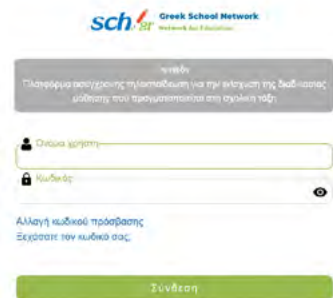 sch.gr Greek School Network
Network for Education
Πλατφόρμα ασύγχρονης τηλεκπαίδευση για την ενίσχυση της διαδικασίας
μάθησης που πραγματοποιείται στη σχολική τάξη
Όνομα χρήστη
Κωδικός
Αλλαγή κωδικού πρόσβασης
Ξεχάσατε τον κωδικό σας;
Σύνδεση